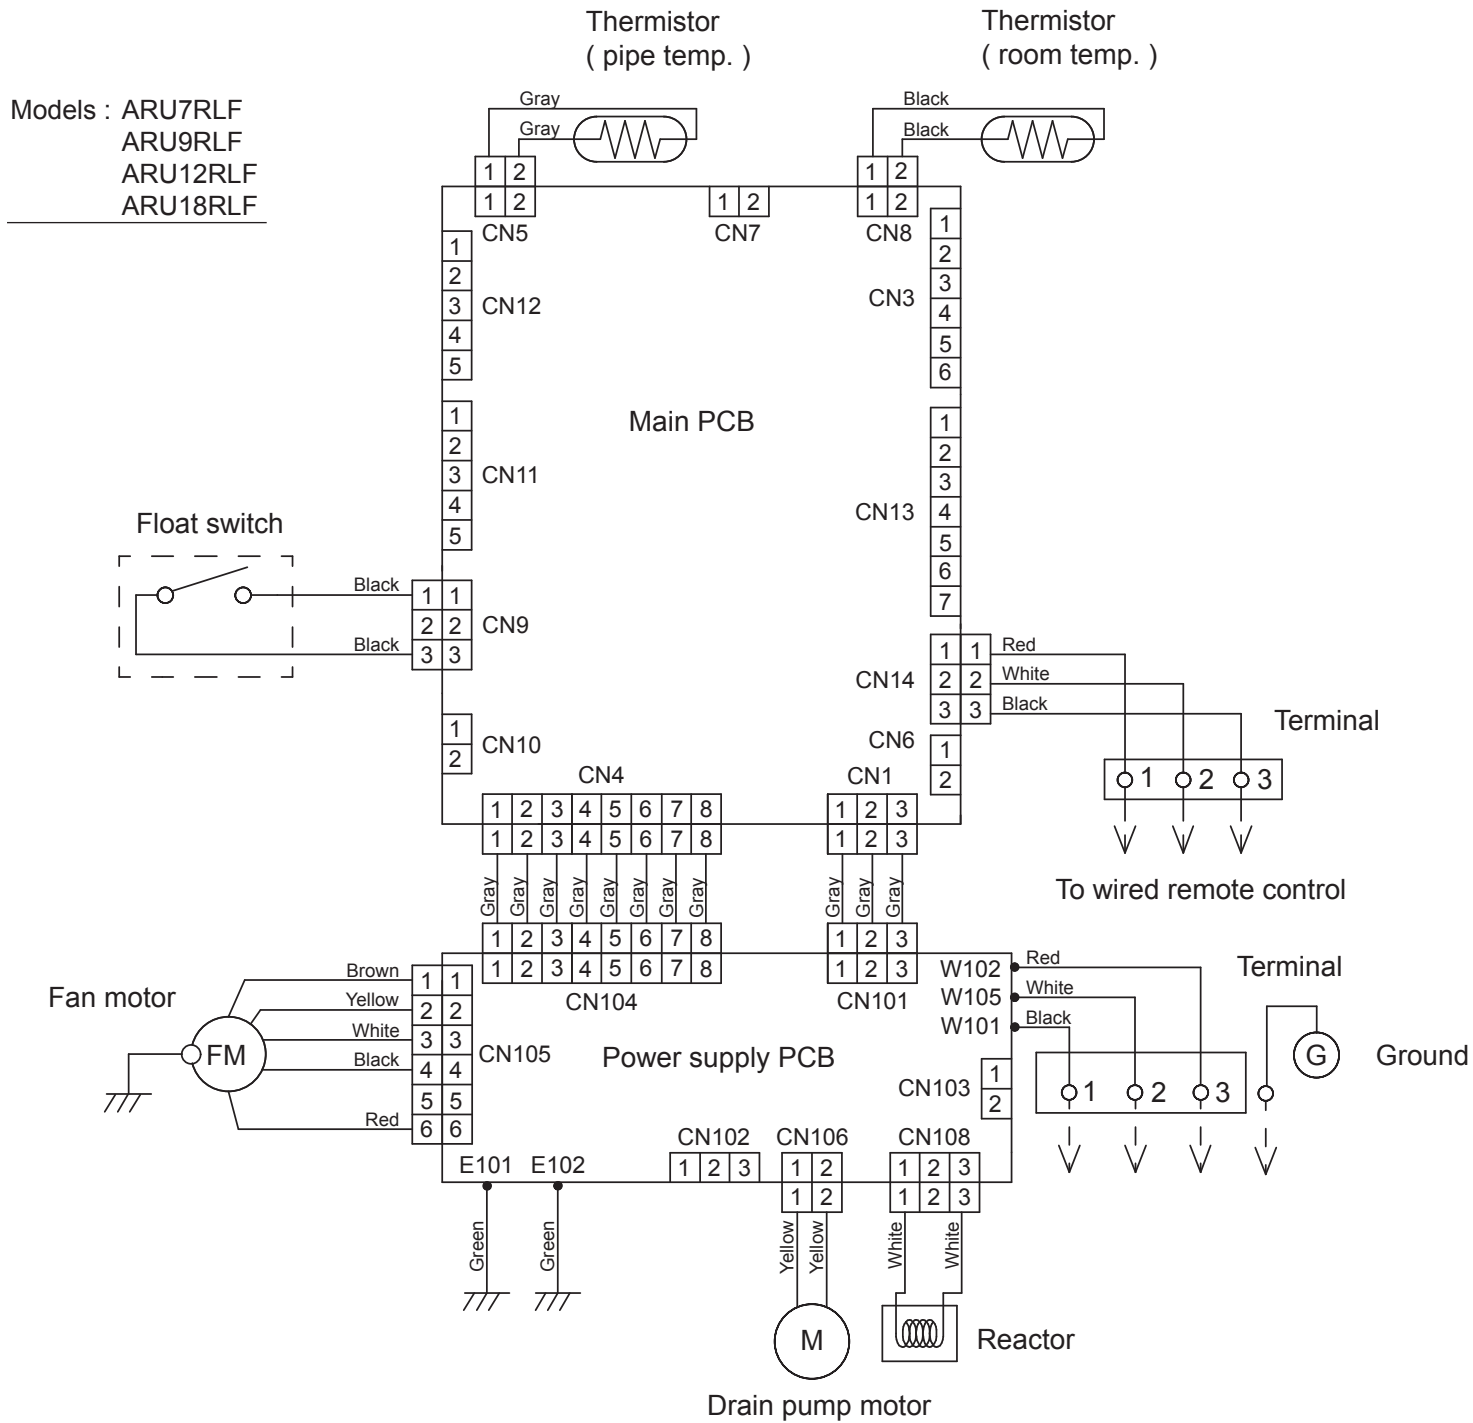 Thermistor
( pipe temp. )
Thermistor
( room temp. )
Models : ARU7RLF
ARU9RLF
ARU12RLF
ARU18RLF
Gray
Gray
Black
Black
1 2
1 2
CN5
1 2
CN7
1 2
1 2
CN8
1
2
3
4
5
CN12
1
2
3
4
5
6
CN3
Main PCB
1
2
3
4
5
CN11
1
2
3
4
5
6
7
CN13
Float switch
Black
Black
1 1
2 2
3 3
CN9
CN14
1 1
2 2
3 3
Red
White
Black
Terminal
1 2 3
To wired remote control
1
2
CN10
CN6
1
2
CN4
1 2 3 4 5 6 7 8
1 2 3 4 5 6 7 8
CN1
1 2 3
1 2 3
Gray Gray Gray Gray Gray Gray Gray Gray
Gray Gray Gray
1 2 3 4 5 6 7 8
1 2 3 4 5 6 7 8
CN104
1 2 3
1 2 3
CN101
W102 Red
W105 White
W101 Black
Terminal
1 2 3
G Ground
Fan motor
FM
Brown
Yellow
White
Black
Red
1 1
2 2
3 3
4 4
5 5
6 6
CN105
Power supply PCB
CN103
1
2
E101 E102
Green
Green
CN102
1 2 3
CN106
1 2
1 2
Yellow
Yellow
CN108
1 2 3
1 2 3
White
White
M
Reactor
Drain pump motor